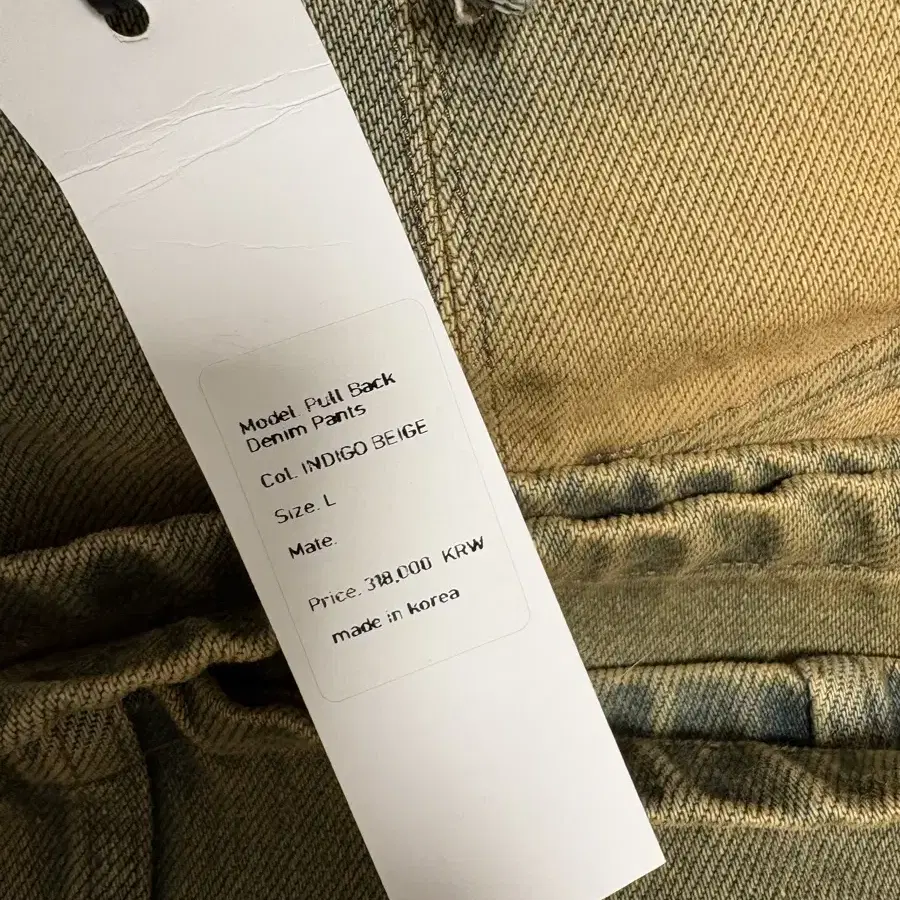 Model. Pull Back
Denim Pants
Col. INDIGO BEIGE
Size. L
Mate.
Price. 318,000 KRW
made in korea